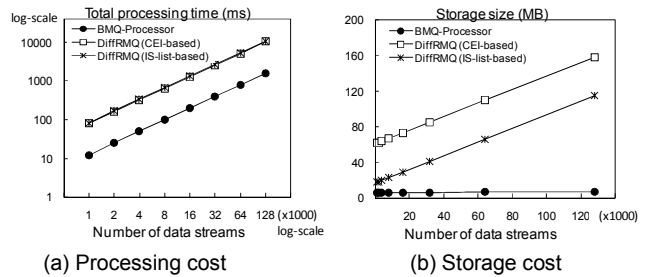 log-scale
Total processing time (ms)
BMQ-Processor
DiffRMQ (CEI-based)
DiffRMQ (IS-list-based)
10000
1000
100
10
1
1 2 4 8 16 32 64 128 (x1000)
Number of data streams log-scale
(a) Processing cost
Storage size (MB)
BMQ-Processor
DiffRMQ (CEI-based)
DiffRMQ (IS-list-based)
200
160
120
80
40
0
20 40 60 80 100 120 (x1000)
Number of data streams
(b) Storage cost